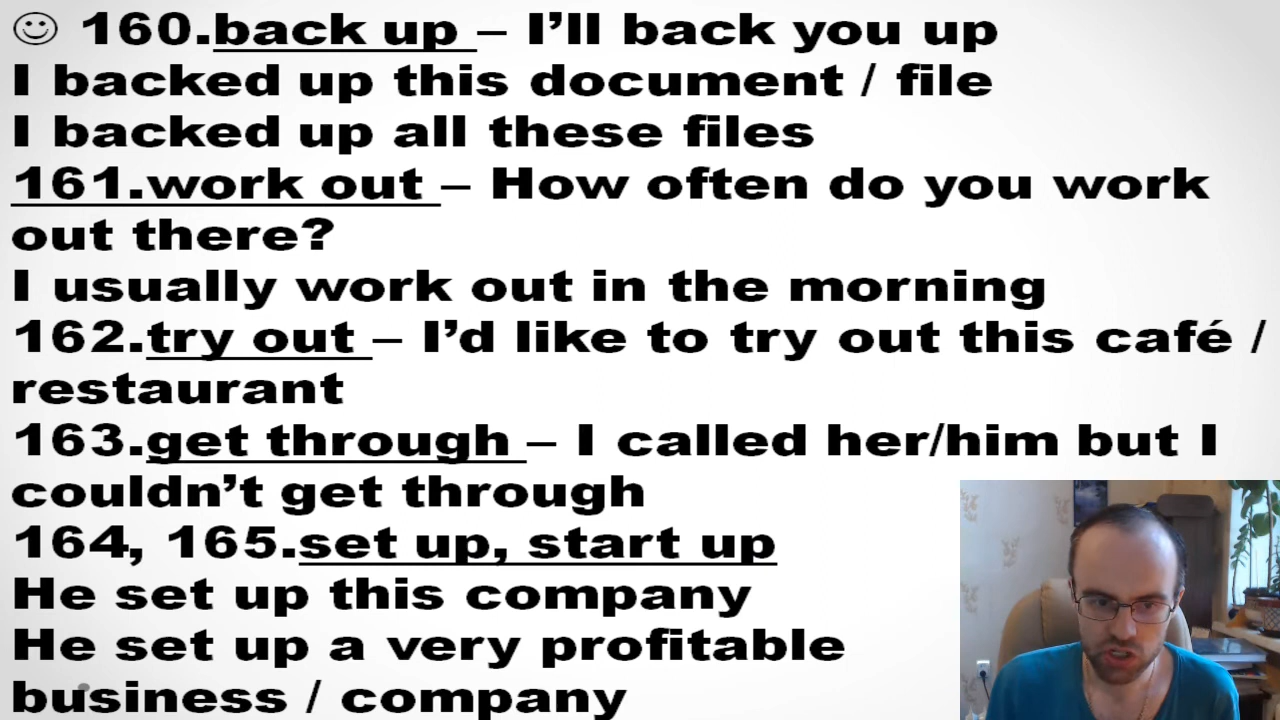 ☺ 160.back up – I’ll back you up
I backed up this document / file
I backed up all these files
161.work out – How often do you work
out there?
I usually work out in the morning
162.try out – I’d like to try out this café /
restaurant
163.get through – I called her/him but I
couldn’t get through
164, 165.set up, start up
He set up this company
He set up a very profitable
business / company